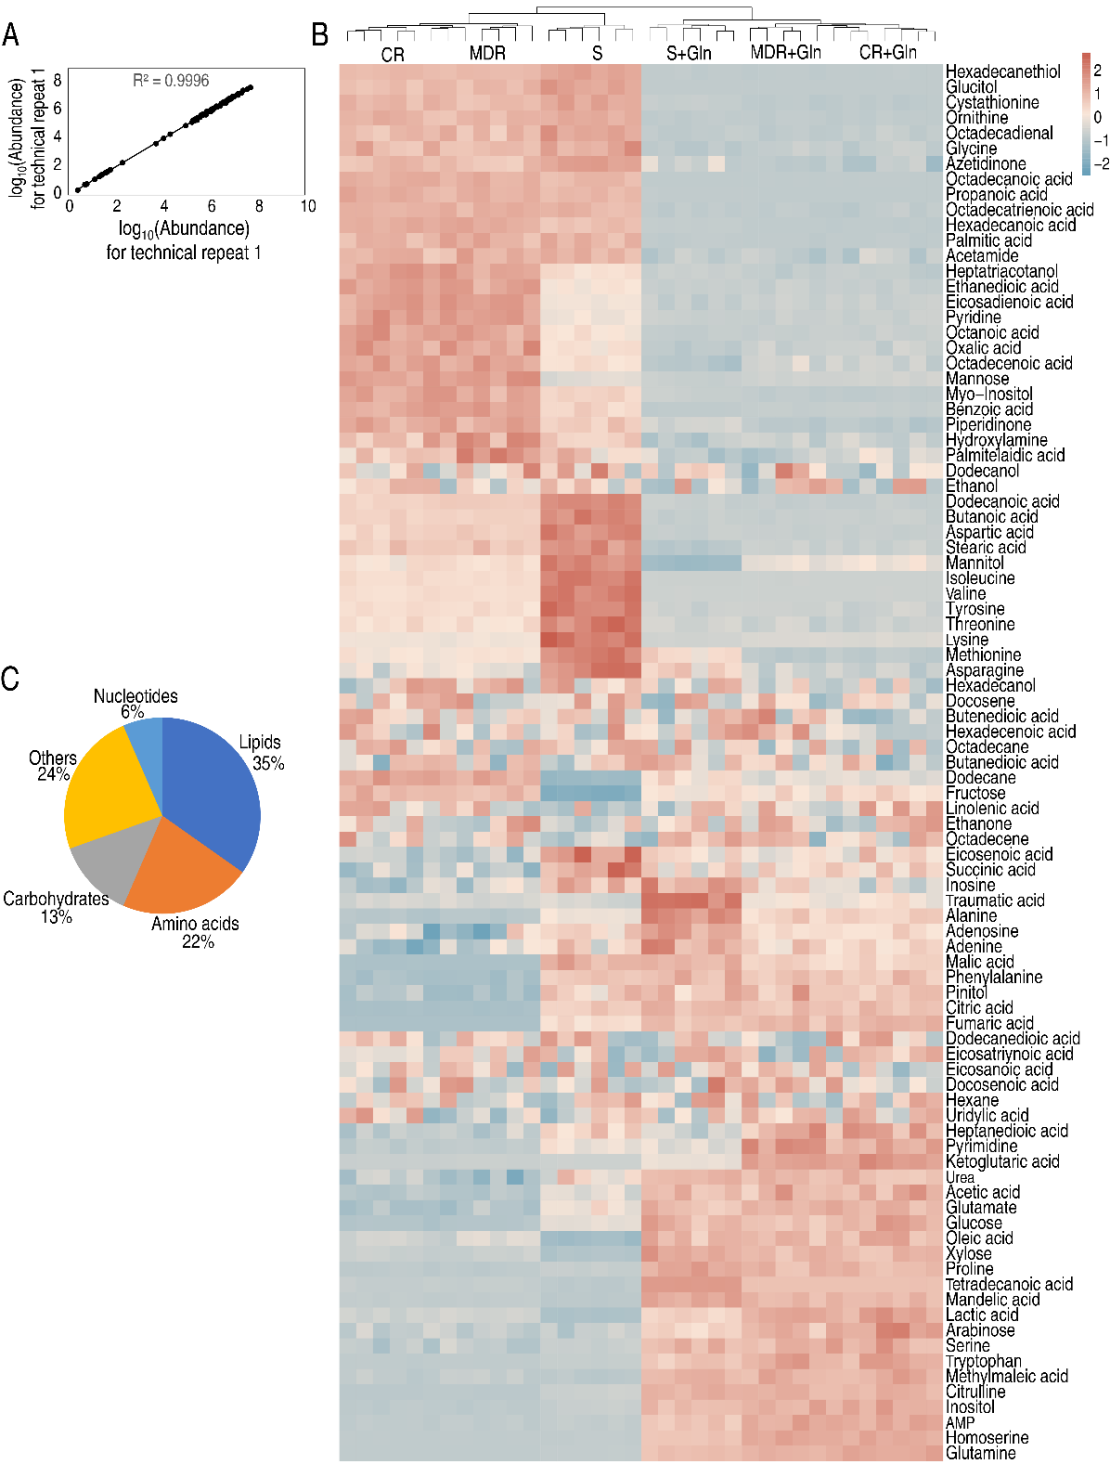 A
log10(Abundance)
for technical repeat 1
R² = 0.9996
8
6
4
2
0
0 2 4 6 8 10
log10(Abundance)
for technical repeat 1
B
CR MDR S S+Gln MDR+Gln CR+Gln
2
1
0
−1
−2
Hexadecanethiol
Glucitol
Cystathionine
Ornithine
Octadecadienal
Glycine
Azetidinone
Octadecanoic acid
Propanoic acid
Octadecatrienoic acid
Hexadecanoic acid
Palmitic acid
Acetamide
Heptatriacotanol
Ethanedioic acid
Eicosadienoic acid
Pyridine
Octanoic acid
Oxalic acid
Octadecenoic acid
Mannose
Myo−Inositol
Benzoic acid
Piperidinone
Hydroxylamine
Palmitelaidic acid
Dodecanol
Ethanol
Dodecanoic acid
Butanoic acid
Aspartic acid
Stearic acid
Mannitol
Isoleucine
Valine
Tyrosine
Threonine
Lysine
Methionine
Asparagine
Hexadecanol
Docosene
Butenedioic acid
Hexadecenoic acid
Octadecane
Butanedioic acid
Dodecane
Fructose
Linolenic acid
Ethanone
Octadecene
Eicosenoic acid
Succinic acid
Inosine
Traumatic acid
Alanine
Adenosine
Adenine
Malic acid
Phenylalanine
Pinitol
Citric acid
Fumaric acid
Dodecanedioic acid
Eicosatriynoic acid
Eicosanoic acid
Docosenoic acid
Hexane
Uridylic acid
Heptanedioic acid
Pyrimidine
Ketoglutaric acid
Urea
Acetic acid
Glutamate
Glucose
Oleic acid
Xylose
Proline
Tetradecanoic acid
Mandelic acid
Lactic acid
Arabinose
Serine
Tryptophan
Methylmaleic acid
Citrulline
Inositol
AMP
Homoserine
Glutamine
C
Nucleotides
6%
Lipids
35%
Others
24%
Carbohydrates
13%
Amino acids
22%